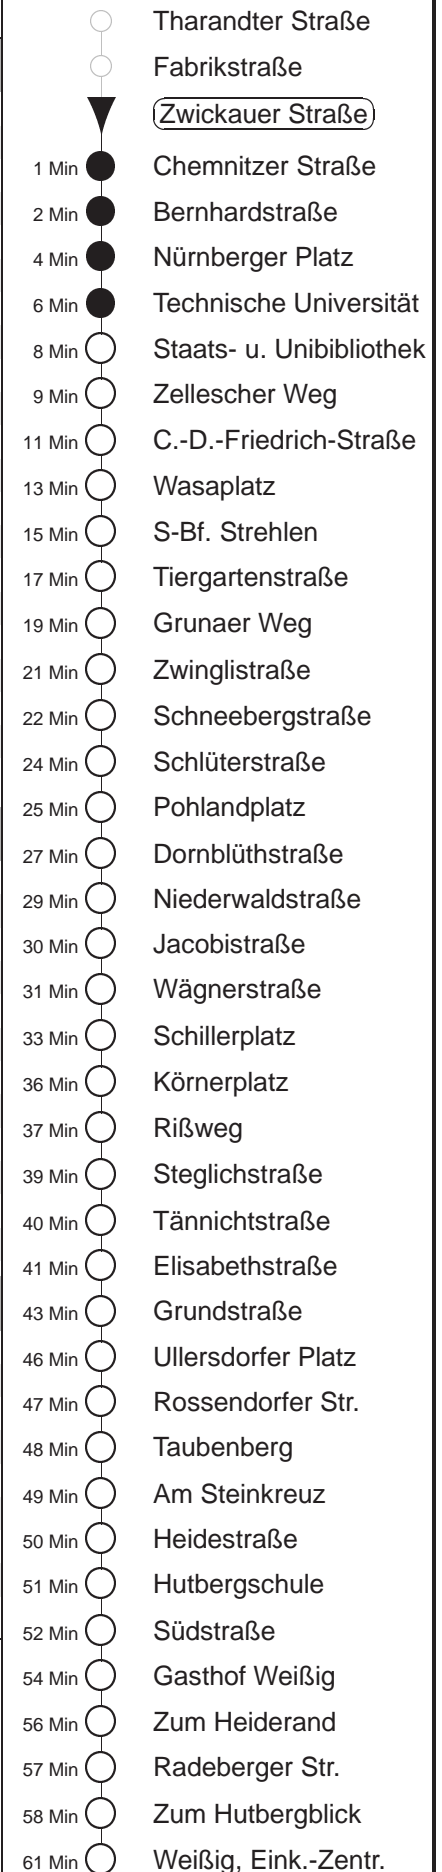 Tharandter Straße
Fabrikstraße
Zwickauer Straße
1 Min Chemnitzer Straße
2 Min Bernhardstraße
4 Min Nürnberger Platz
6 Min Technische Universität
8 Min Staats- u. Unibibliothek
9 Min Zellescher Weg
11 Min C.-D.-Friedrich-Straße
13 Min Wasaplatz
15 Min S-Bf. Strehlen
17 Min Tiergartenstraße
19 Min Grunaer Weg
21 Min Zwinglistraße
22 Min Schneebergstraße
24 Min Schlüterstraße
25 Min Pohlandplatz
27 Min Dornblüthstraße
29 Min Niederwaldstraße
30 Min Jacobistraße
31 Min Wägnerstraße
33 Min Schillerplatz
36 Min Körnerplatz
37 Min Rißweg
39 Min Steglichstraße
40 Min Tännichtstraße
41 Min Elisabethstraße
43 Min Grundstraße
46 Min Ullersdorfer Platz
47 Min Rossendorfer Str.
48 Min Taubenberg
49 Min Am Steinkreuz
50 Min Heidestraße
51 Min Hutbergschule
52 Min Südstraße
54 Min Gasthof Weißig
56 Min Zum Heiderand
57 Min Radeberger Str.
58 Min Zum Hutbergblick
61 Min Weißig, Eink.-Zentr.